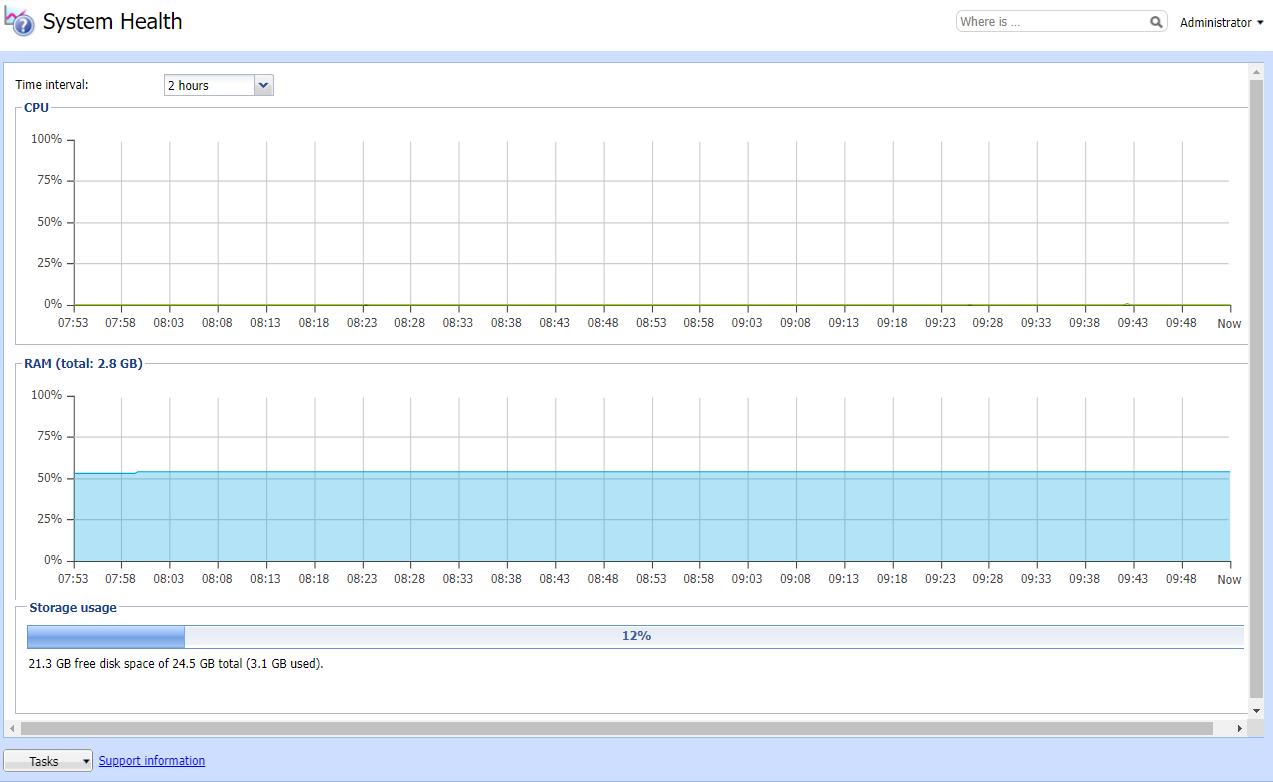 System Health
Where is ...
Administrator
Time interval:
2 hours
CPU
100%
75%
50%
25%
0%
07:53 07:58 08:03 08:08 08:13 08:18 08:23 08:28 08:33 08:38 08:43 08:48 08:53 08:58 09:03 09:08 09:13 09:18 09:23 09:28 09:33 09:38 09:43 09:48 Now
RAM (total: 2.8 GB)
100%
75%
50%
25%
0%
07:53 07:58 08:03 08:08 08:13 08:18 08:23 08:28 08:33 08:38 08:43 08:48 08:53 08:58 09:03 09:08 09:13 09:18 09:23 09:28 09:33 09:38 09:43 09:48 Now
Storage usage
12%
21.3 GB free disk space of 24.5 GB total (3.1 GB used).
Tasks
Support information